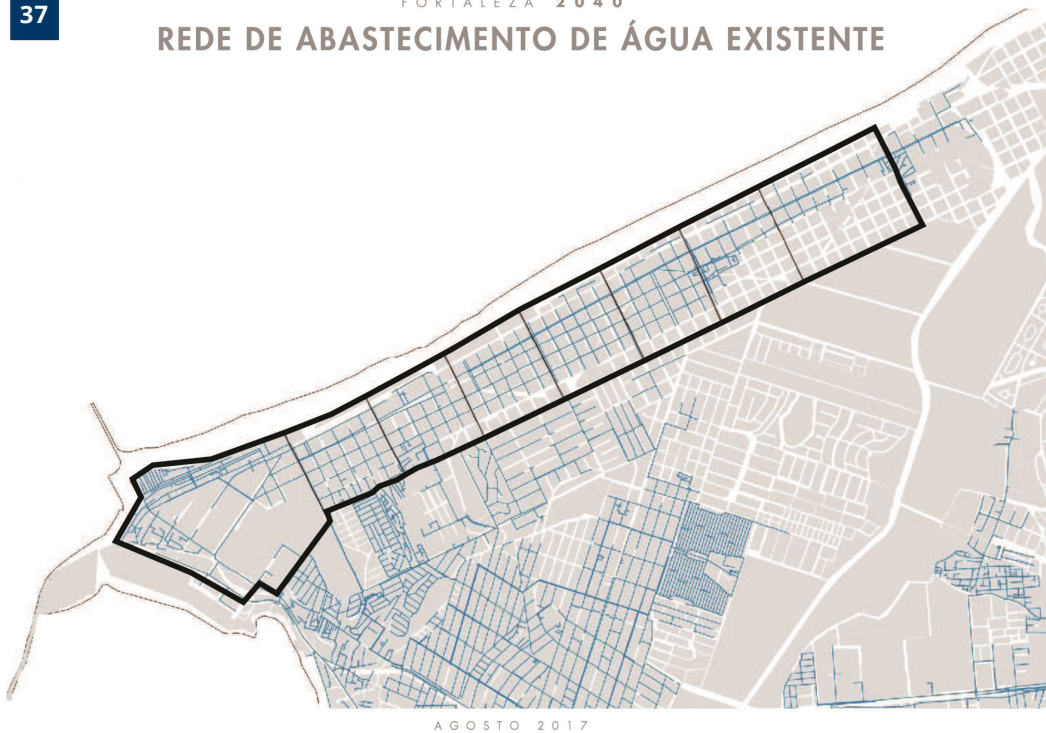 37
FORTALEZA 2040
REDE DE ABASTECIMENTO DE ÁGUA EXISTENTE
AGOSTO 2017